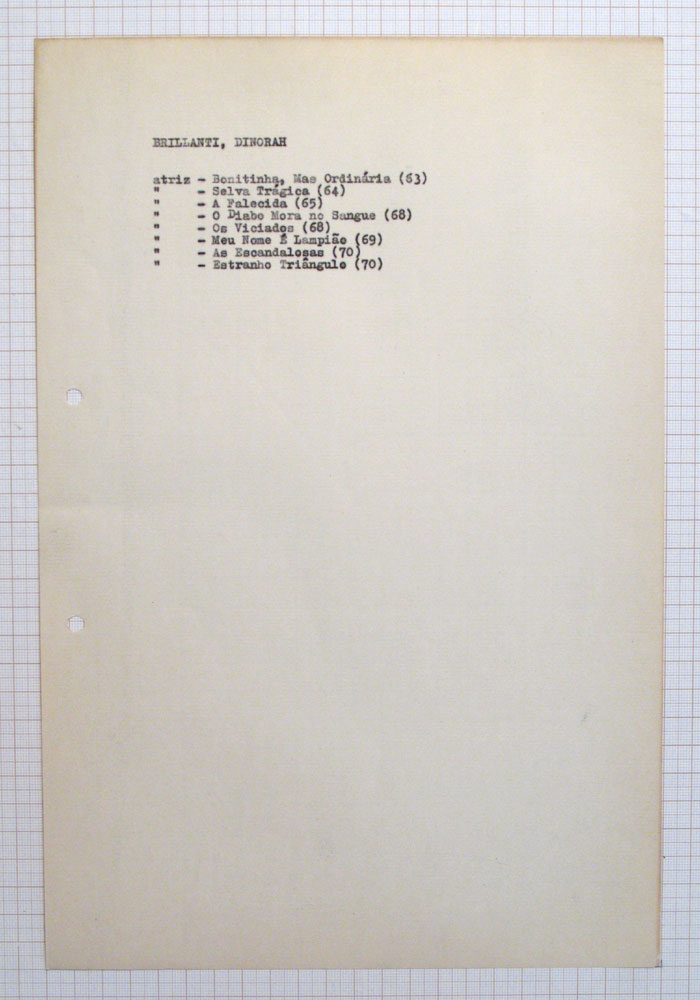 BRILLANTI, DINORAH
atriz - Bonitinha, Mas Ordinária (63)
" - Selva Trágica (64)
" - A Falecida (65)
" - O Diabo Mora no Sangue (68)
" - Os Viciados (68)
" - Meu Nome É Lampião (69)
" - As Escandalosas (70)
" - Estranho Triângulo (70)